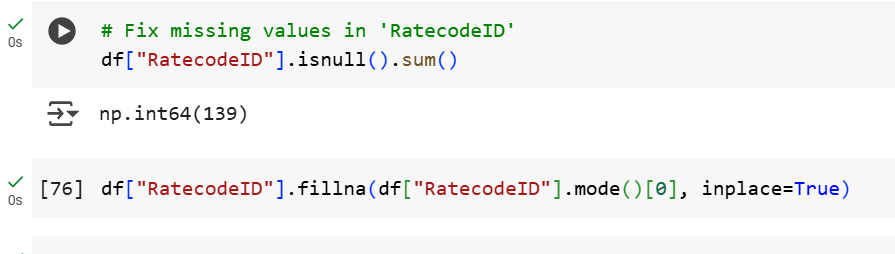 # Fix missing values in 'RatecodeID'
0s
df["RatecodeID"].isnull().sum()
np.int64(139)
[76] df["RatecodeID"].fillna(df["RatecodeID"].mode()[0], inplace=True)
0s